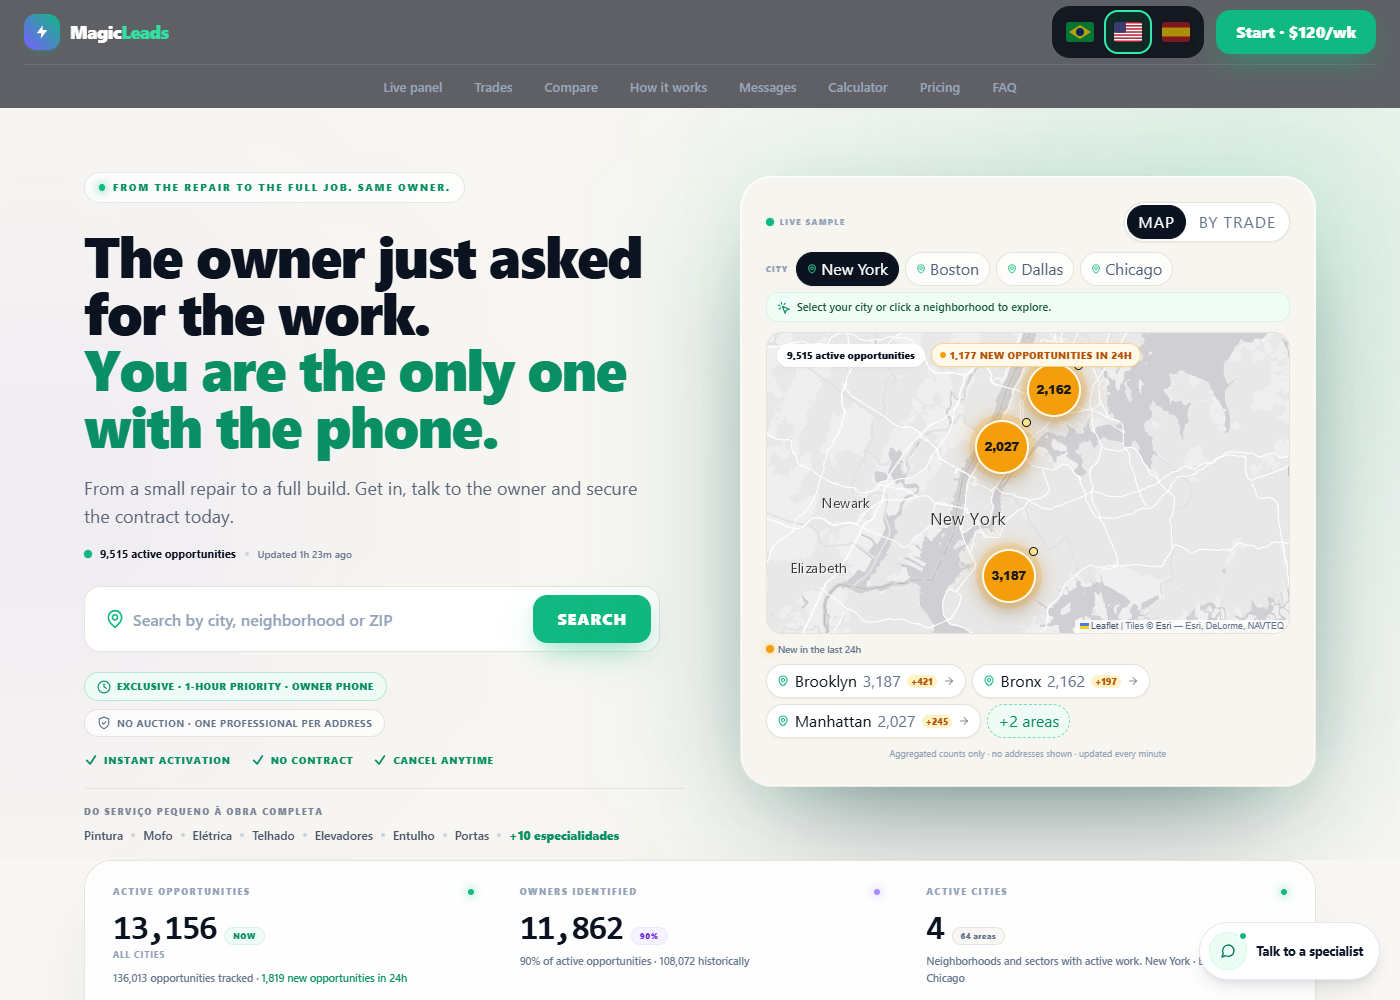 MagicLeads
Start · $120/wk
Live panel Trades Compare How it works Messages Calculator Pricing FAQ
FROM THE REPAIR TO THE FULL JOB. SAME OWNER.
The owner just asked
for the work.
You are the only one
with the phone.
From a small repair to a full build. Get in, talk to the owner and secure
the contract today.
9,515 active opportunities • Updated 1h 23m ago
Search by city, neighborhood or ZIP
SEARCH
EXCLUSIVE · 1-HOUR PRIORITY · OWNER PHONE
NO AUCTION · ONE PROFESSIONAL PER ADDRESS
INSTANT ACTIVATION NO CONTRACT CANCEL ANYTIME
DO SERVIÇO PEQUENO À OBRA COMPLETA
Pintura • Mofo • Elétrica • Telhado • Elevadores • Entulho • Portas • +10 especialidades
LIVE SAMPLE
MAP BY TRADE
CITY New York Boston Dallas Chicago
Select your city or click a neighborhood to explore.
9,515 active opportunities
1,177 NEW OPPORTUNITIES IN 24H
2,162
2,027
Newark
New York
Elizabeth
3,187
Leaflet | Tiles © Esri — Esri, DeLorme, NAVTEQ
New in the last 24h
Brooklyn 3,187 +421 →
Bronx 2,162 +197 →
Manhattan 2,027 +245 →
+2 areas
Aggregated counts only · no addresses shown · updated every minute
ACTIVE OPPORTUNITIES
13,156 NOW
ALL CITIES
136,013 opportunities tracked · 1,819 new opportunities in 24h
OWNERS IDENTIFIED
11,862 90%
90% of active opportunities · 108,072 historically
ACTIVE CITIES
4 64 areas
Neighborhoods and sectors with active work. New York ·
Chicago
Talk to a specialist